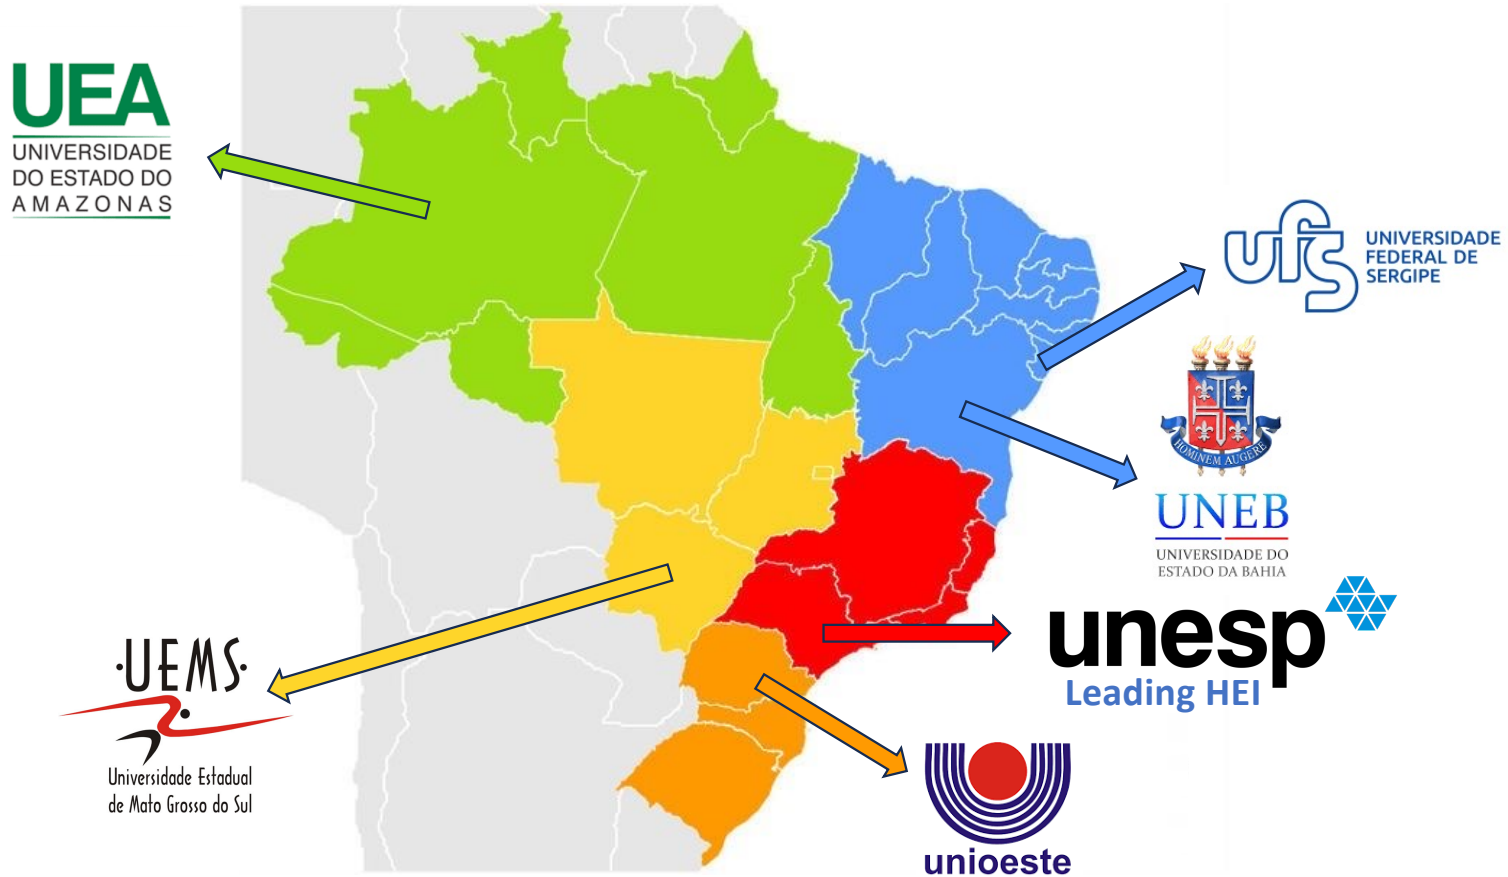 UEA
UNIVERSIDADE
DO ESTADO DO
AMAZONAS
ufs
UNIVERSIDADE
FEDERAL DE
SERGIPE
HOMINEM AUGERE
UNEB
UNIVERSIDADE DO
ESTADO DA BAHIA
unesp
Leading HEI
·UEMS·
Universidade Estadual
de Mato Grosso do Sul
unioeste